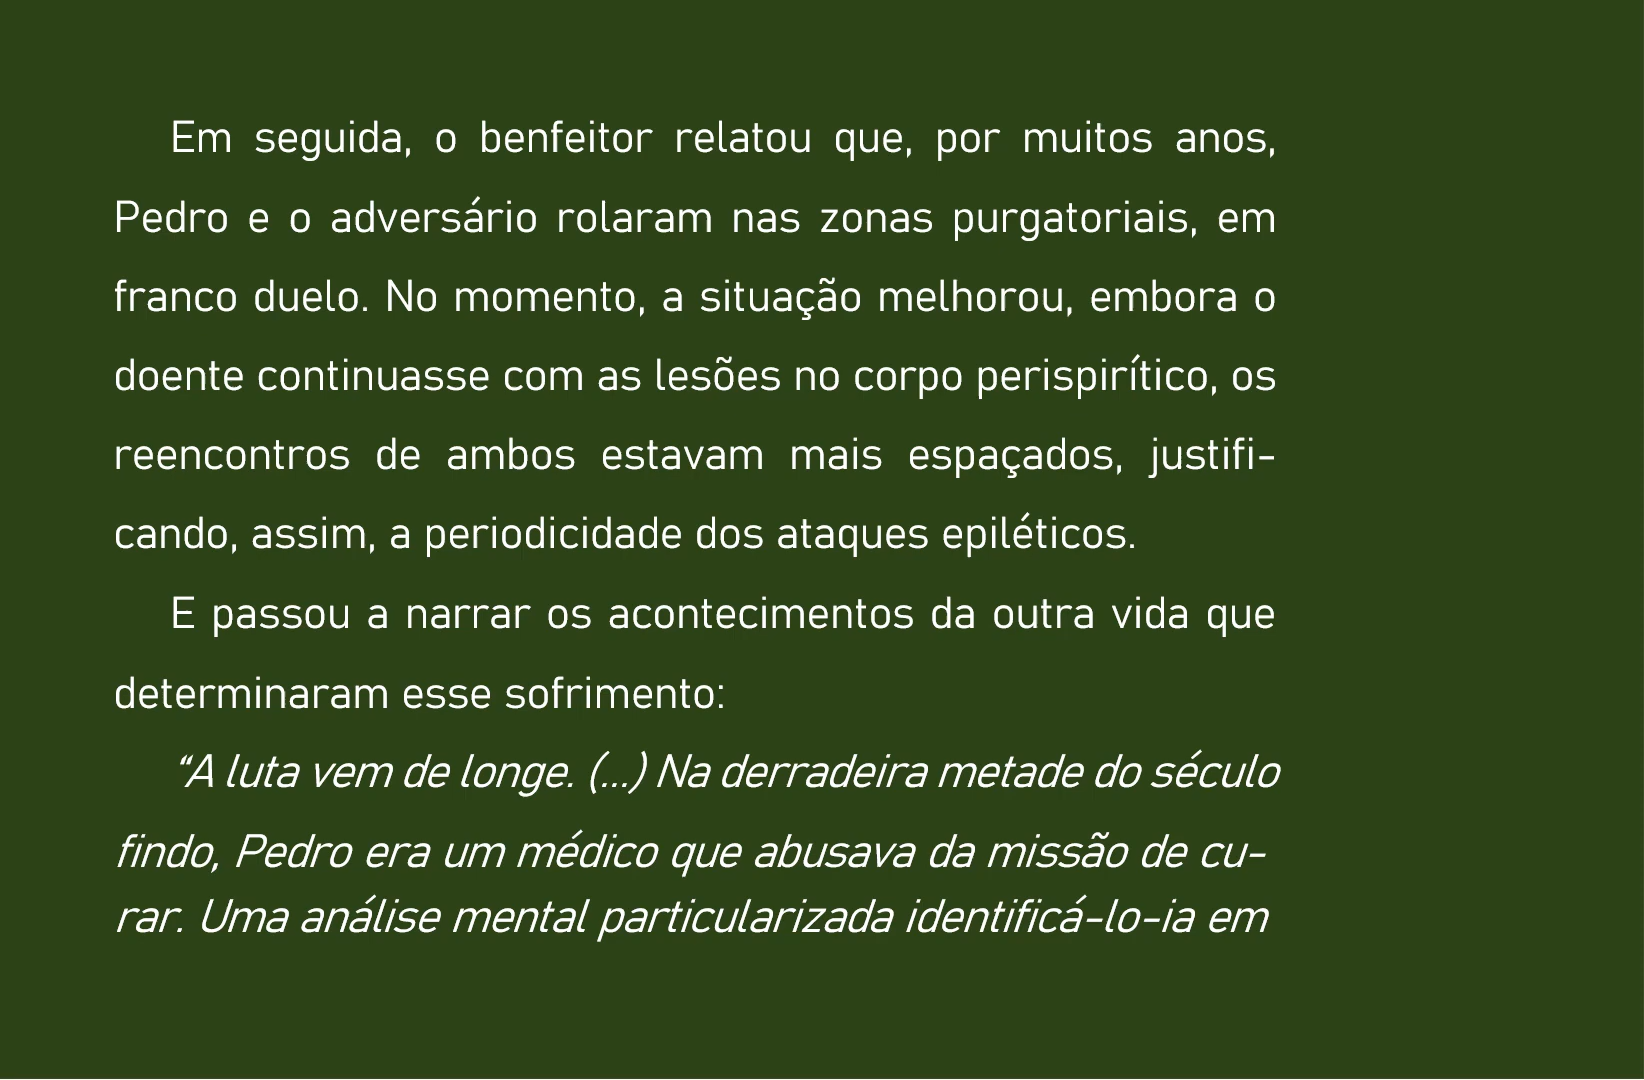 Em seguida, o benfeitor relatou que, por muitos anos,
Pedro e o adversário rolaram nas zonas purgatoriais, em
franco duelo. No momento, a situação melhorou, embora o
doente continuasse com as lesões no corpo perispirítico, os
reencontros de ambos estavam mais espaçados, justifi-
cando, assim, a periodicidade dos ataques epiléticos.
E passou a narrar os acontecimentos da outra vida que
determinaram esse sofrimento:
“A luta vem de longe. (...) Na derradeira metade do século
findo, Pedro era um médico que abusava da missão de cu-
rar. Uma análise mental particularizada identificá-lo-ia em